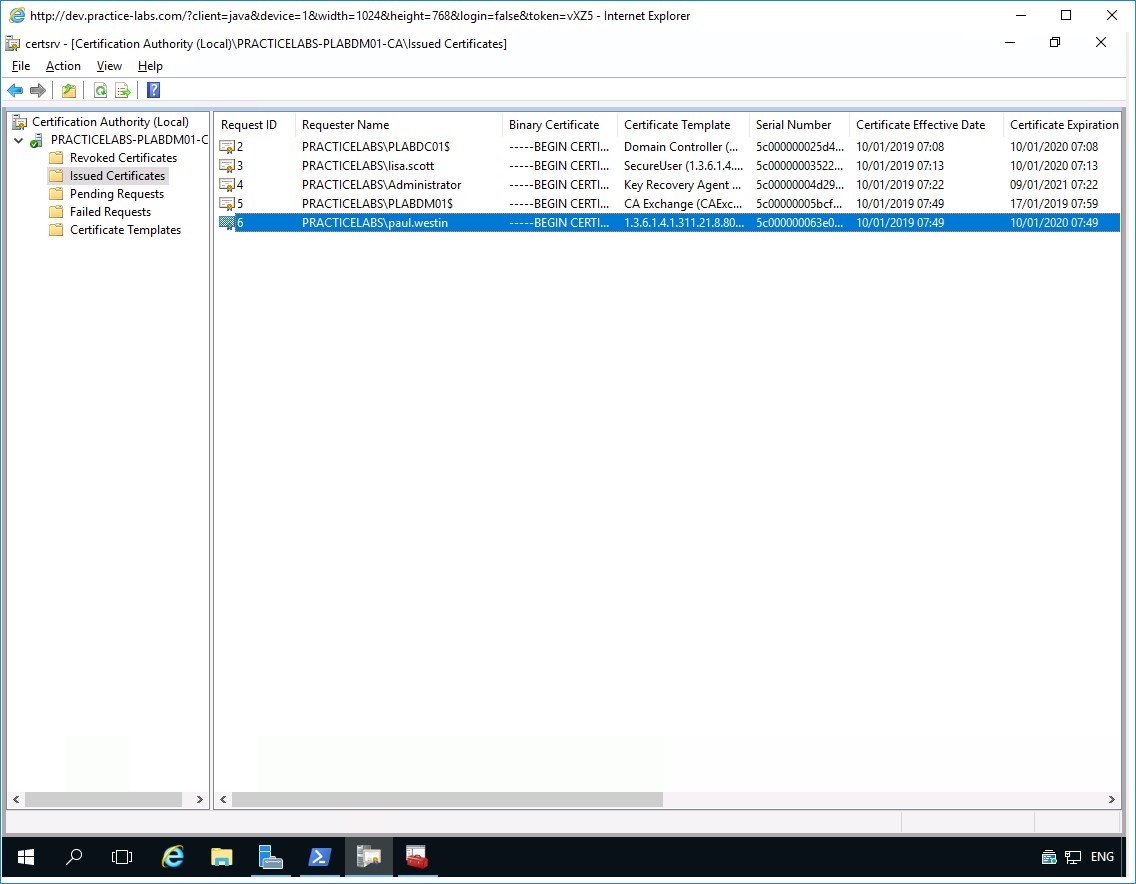 http://dev.practice-labs.com/?client=java&device=1&width=1024&height=768&login=false&token=vXZ5 - Internet Explorer
certsrv - [Certification Authority (Local)\PRACTICELABS-PLABDM01-CA\Issued Certificates]
File Action View Help
Certification Authority (Local)
PRACTICELABS-PLABDM01-C
Revoked Certificates
Issued Certificates
Pending Requests
Failed Requests
Certificate Templates
Request ID Requester Name Binary Certificate Certificate Template Serial Number Certificate Effective Date Certificate Expiration
2 PRACTICELABS\PLABDC01$ -----BEGIN CERTI... Domain Controller (... 5c000000025d4... 10/01/2019 07:08 10/01/2020 07:08
3 PRACTICELABS\lisa.scott -----BEGIN CERTI... SecureUser (1.3.6.1.4.... 5c00000003522... 10/01/2019 07:13 10/01/2020 07:13
4 PRACTICELABS\Administrator -----BEGIN CERTI... Key Recovery Agent ... 5c00000004d29... 10/01/2019 07:22 09/01/2021 07:22
5 PRACTICELABS\PLABDM01$ -----BEGIN CERTI... CA Exchange (CAExc... 5c00000005bcf... 10/01/2019 07:49 17/01/2019 07:59
6 PRACTICELABS\paul.westin -----BEGIN CERTI... 1.3.6.1.4.1.311.21.8.80... 5c000000063e0... 10/01/2019 07:49 10/01/2020 07:49
ENG